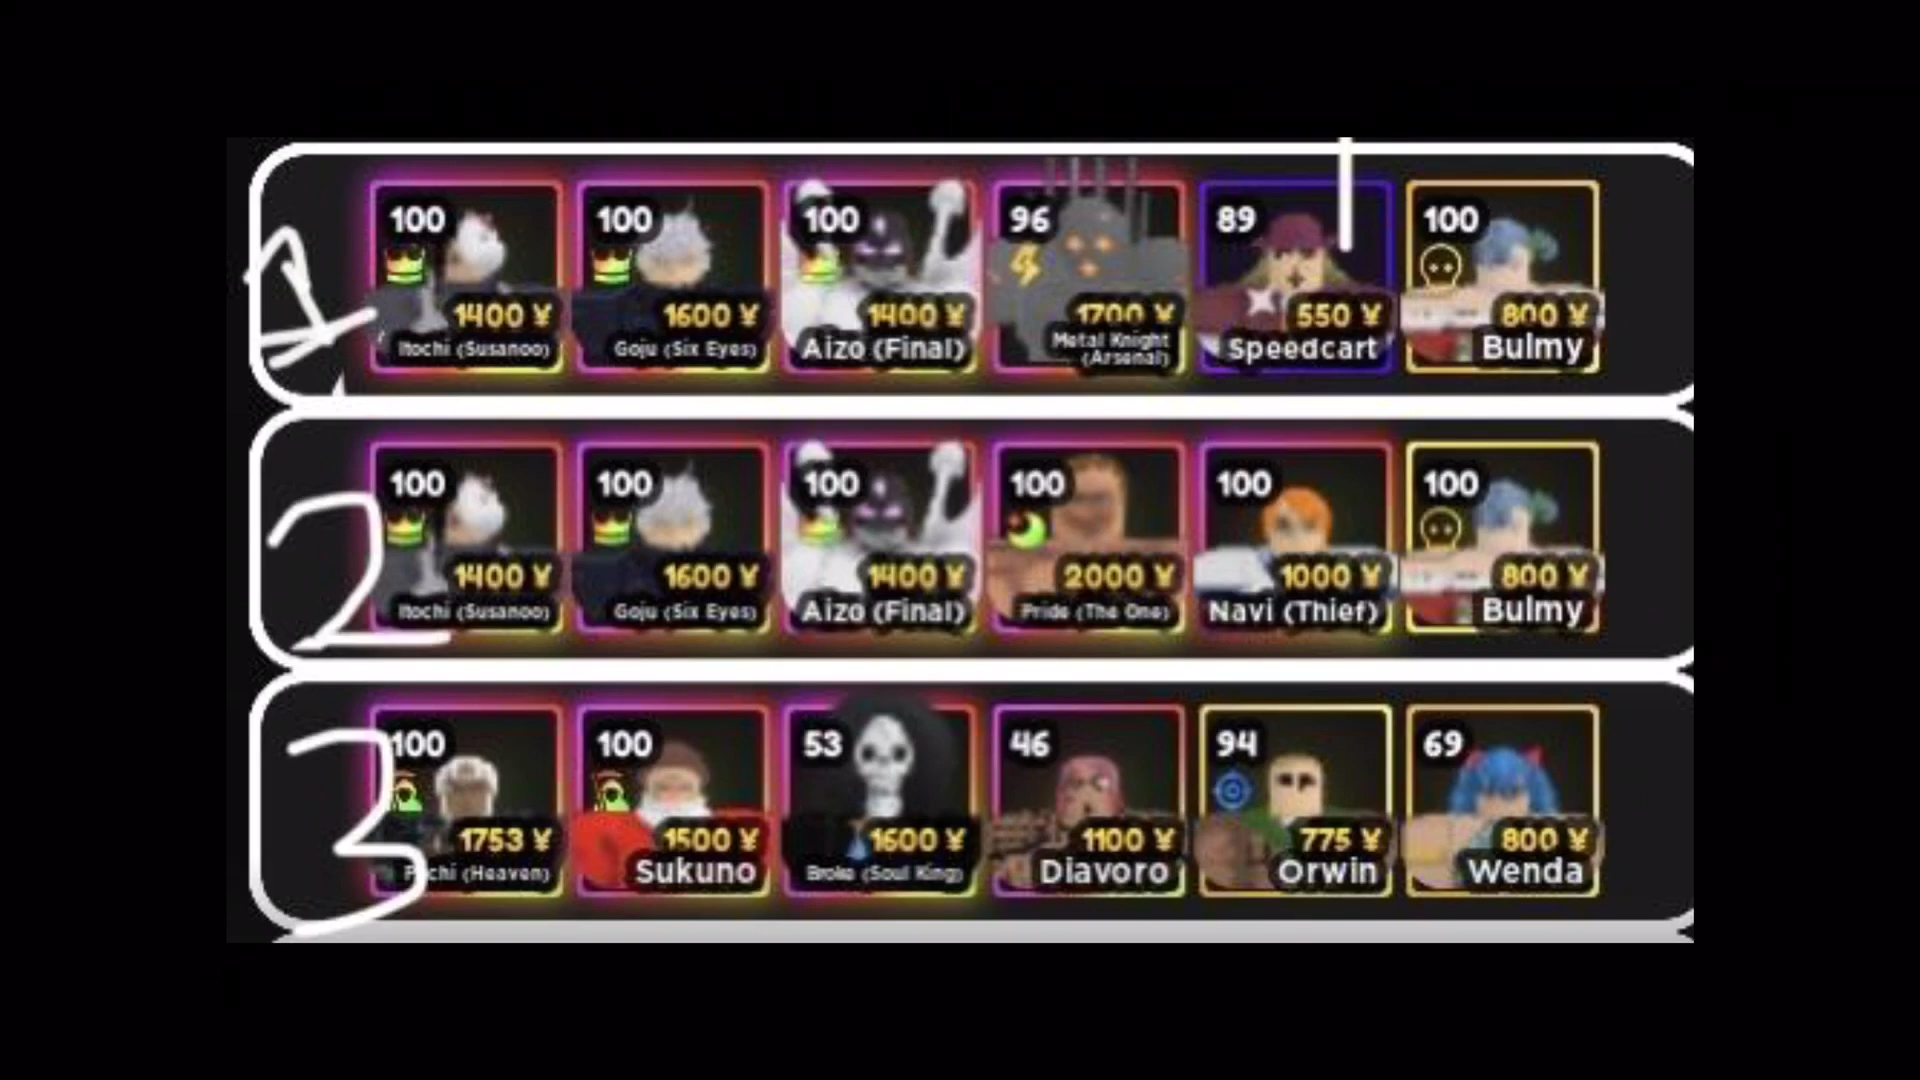 100 100 100 96 89 100
1400 ¥ 1600 ¥ 1400 ¥ 1700 ¥ 550 ¥ 800 ¥
Itochi (Susanoo) Goju (Six Eyes) Aizo (Final) Metal Knight (Arsenal) Speedcart Bulmy
2
100 100 100 100 100 100
1400 ¥ 1600 ¥ 1400 ¥ 2000 ¥ 1000 ¥ 800 ¥
Itochi (Susanoo) Goju (Six Eyes) Aizo (Final) Pride (The One) Navi (Thief) Bulmy
3
100 100 53 46 94 69
1753 ¥ 1500 ¥ 1600 ¥ 1100 ¥ 775 ¥ 800 ¥
(Heaven) Sukuno Broke (Soul King) Diavoro Orwin Wenda